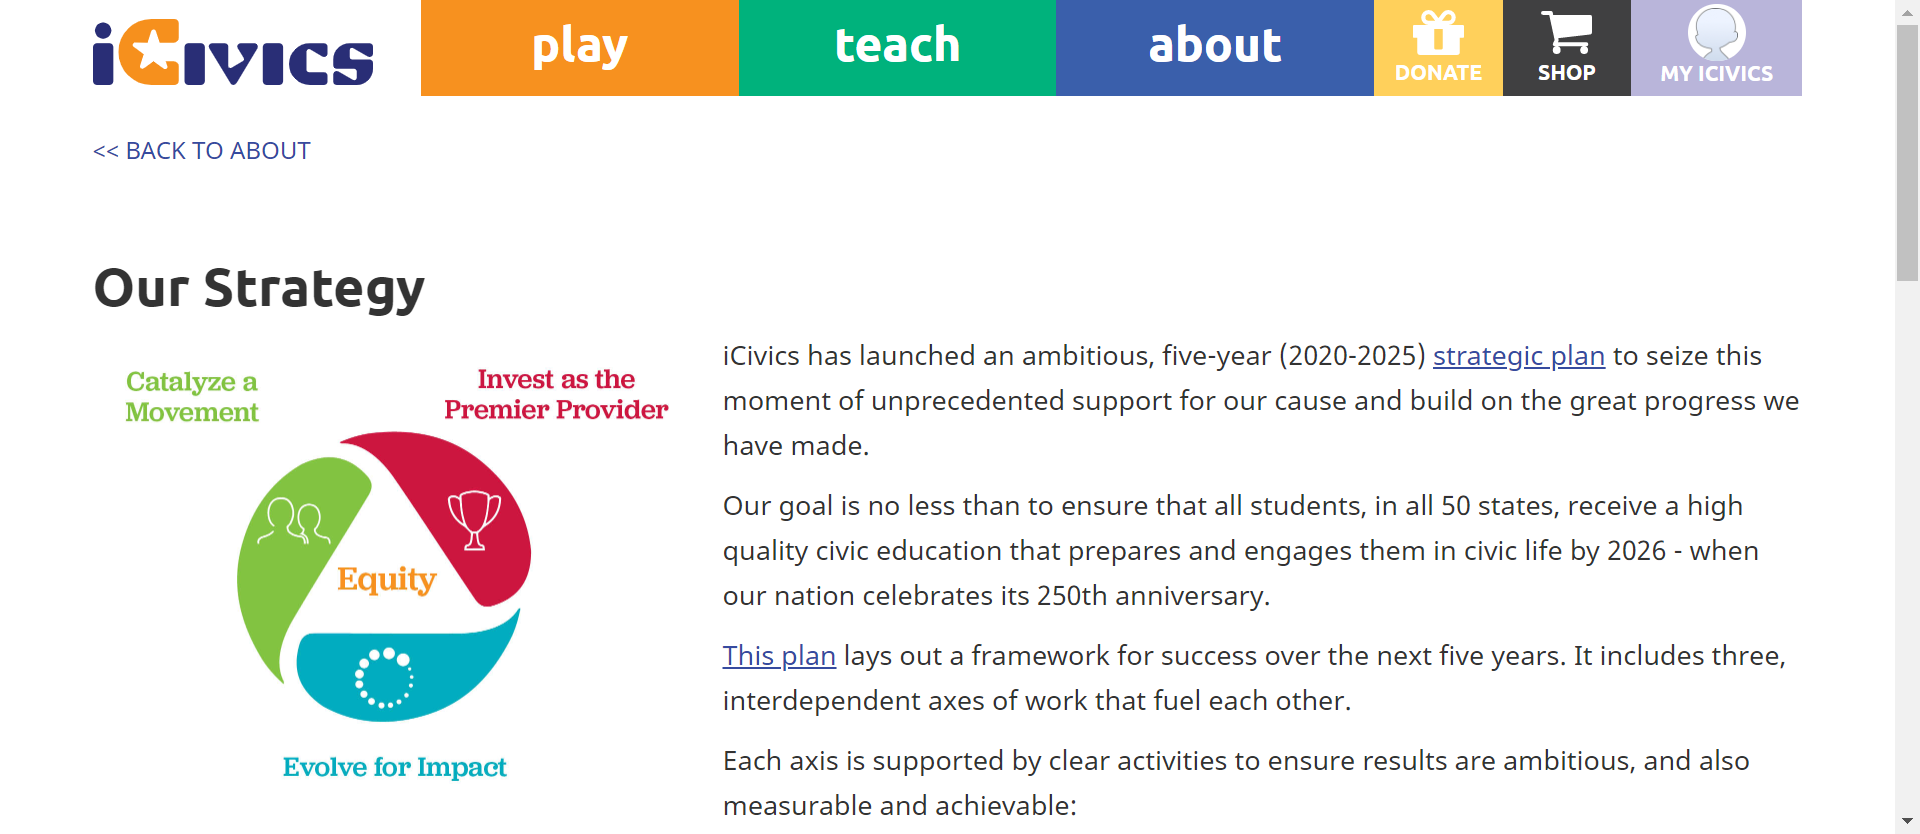 iCivics
play
teach
about
DONATE
SHOP
MY ICIVICS
<< BACK TO ABOUT
Our Strategy
Catalyze a
Movement
Invest as the
Premier Provider
Equity
Evolve for Impact
iCivics has launched an ambitious, five-year (2020-2025) strategic plan to seize this
moment of unprecedented support for our cause and build on the great progress we
have made.
Our goal is no less than to ensure that all students, in all 50 states, receive a high
quality civic education that prepares and engages them in civic life by 2026 - when
our nation celebrates its 250th anniversary.
This plan lays out a framework for success over the next five years. It includes three,
interdependent axes of work that fuel each other.
Each axis is supported by clear activities to ensure results are ambitious, and also
measurable and achievable: